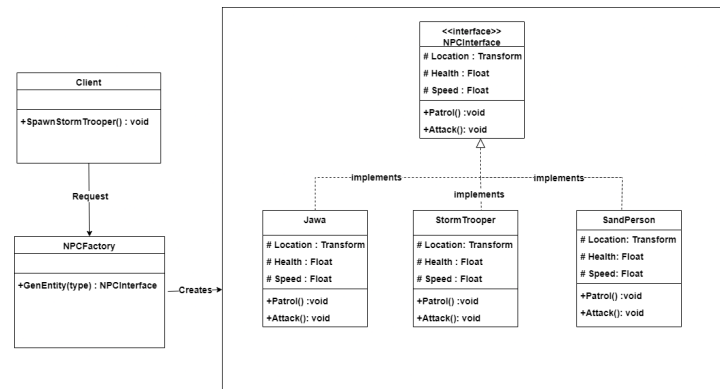 <<interface>>
NPCInterface
# Location : Transform
# Health : Float
# Speed : Float
+Patrol() :void
+Attack(): void
Client
+SpawnStormTrooper() : void
Request
NPCFactory
+GenEntity(type) : NPCInterface
Creates
implements
implements
implements
Jawa
# Location : Transform
# Health : Float
# Speed : Float
+Patrol() :void
+Attack(): void
StormTrooper
# Location: Transform
# Health : Float
# Speed : Float
+Patrol() :void
+Attack(): void
SandPerson
# Location: Transform
# Health: Float
# Speed: Float
+Patrol() :void
+Attack(): void